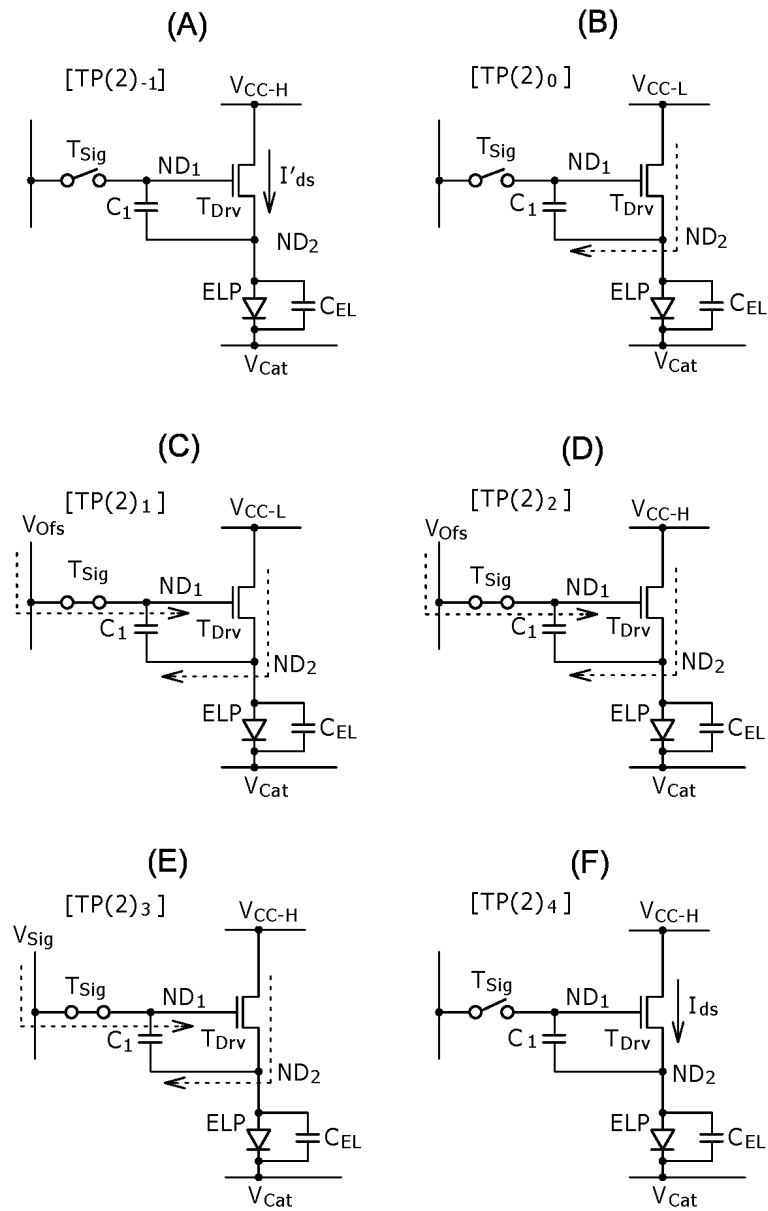 (A)
[TP(2)-1]
VCC-H
TSig
ND1
I'ds
C1
TDrv
ND2
ELP
CEL
VCat
(B)
[TP(2)0]
VCC-L
TSig
ND1
C1
TDrv
ND2
ELP
CEL
VCat
(C)
[TP(2)1]
VCC-L
VOfs
TSig
ND1
C1
TDrv
ND2
ELP
CEL
VCat
(D)
[TP(2)2]
VCC-H
VOfs
TSig
ND1
C1
TDrv
ND2
ELP
CEL
VCat
(E)
[TP(2)3]
VCC-H
VSig
TSig
ND1
C1
TDrv
ND2
ELP
CEL
VCat
(F)
[TP(2)4]
VCC-H
TSig
ND1
Ids
C1
TDrv
ND2
ELP
CEL
VCat